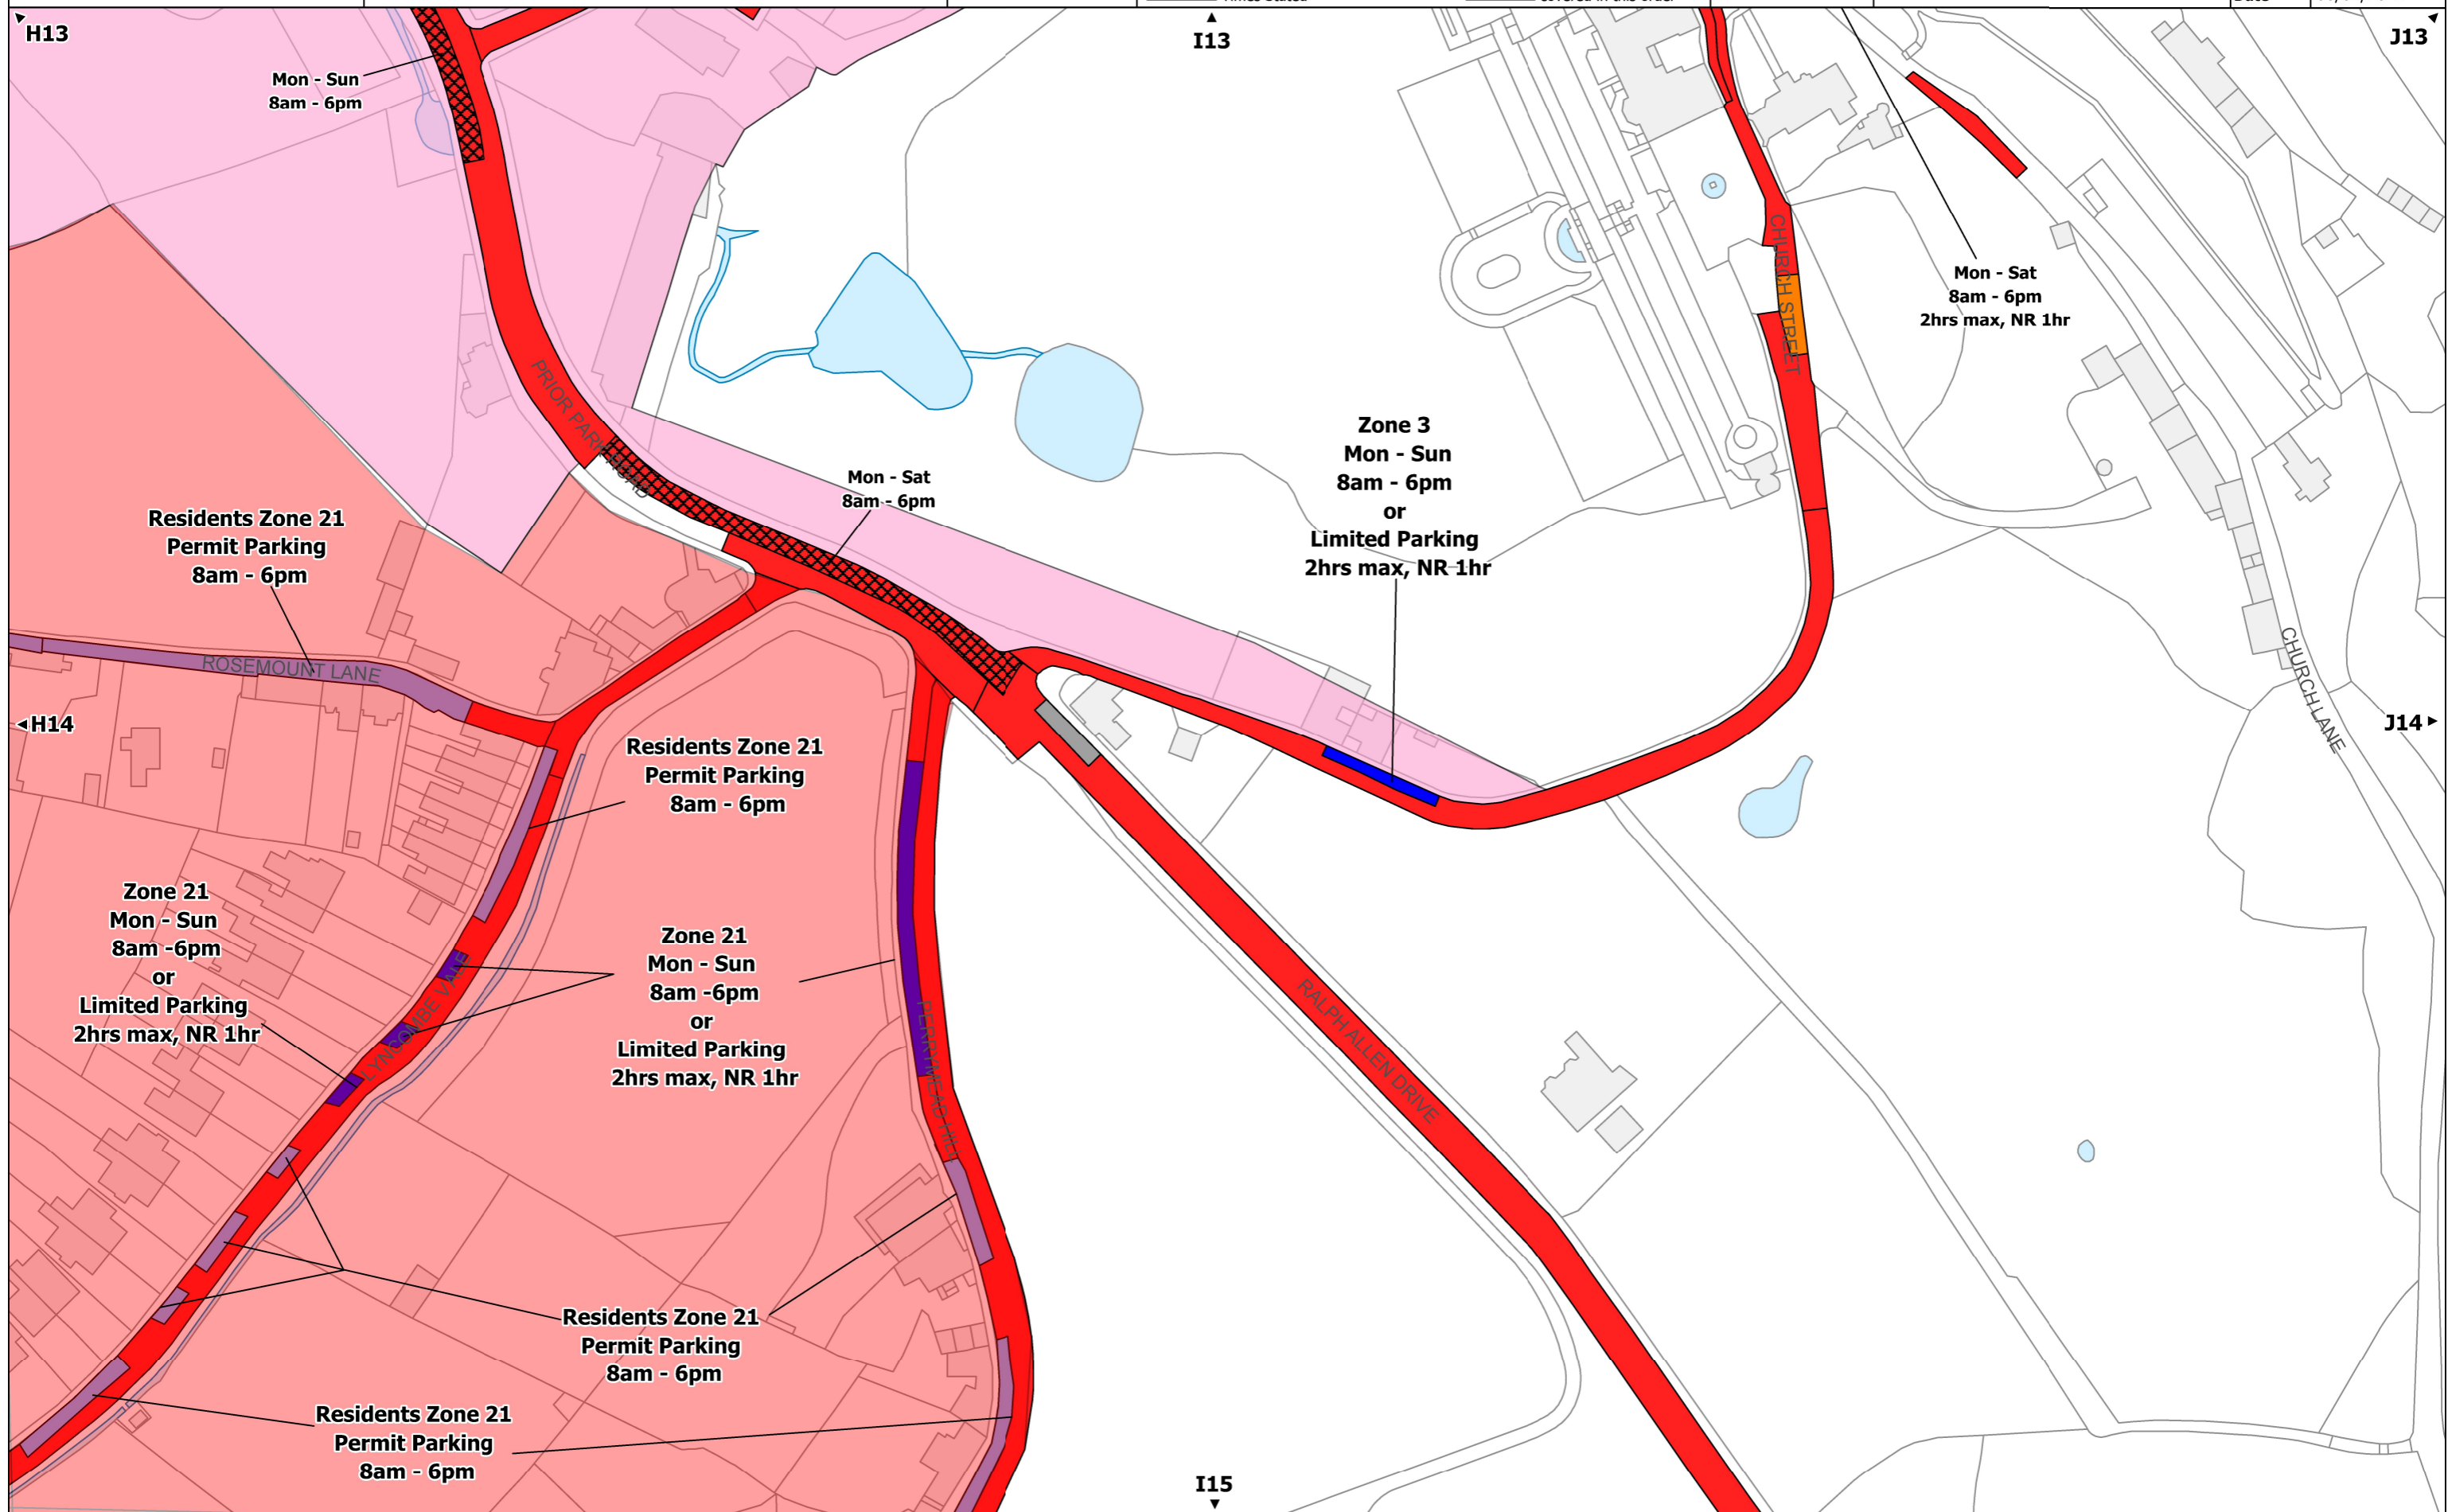 H13
I13
J13
Mon - Sun
8am - 6pm
Mon - Sat
8am - 6pm
2hrs max, NR 1hr
CHURCH STREET
PRIOR PARK ROAD
Zone 3
Mon - Sun
8am - 6pm
or
Limited Parking
2hrs max, NR 1hr
Mon - Sat
8am - 6pm
Residents Zone 21
Permit Parking
8am - 6pm
ROSEMOUNT LANE
CHURCH LANE
H14
J14
Residents Zone 21
Permit Parking
8am - 6pm
Zone 21
Mon - Sun
8am -6pm
or
Limited Parking
2hrs max, NR 1hr
LYNCOMBE VALE
Zone 21
Mon - Sun
8am -6pm
or
Limited Parking
2hrs max, NR 1hr
PERRYMEAD HILL
RALPH ALLEN DRIVE
Residents Zone 21
Permit Parking
8am - 6pm
Residents Zone 21
Permit Parking
8am - 6pm
I15